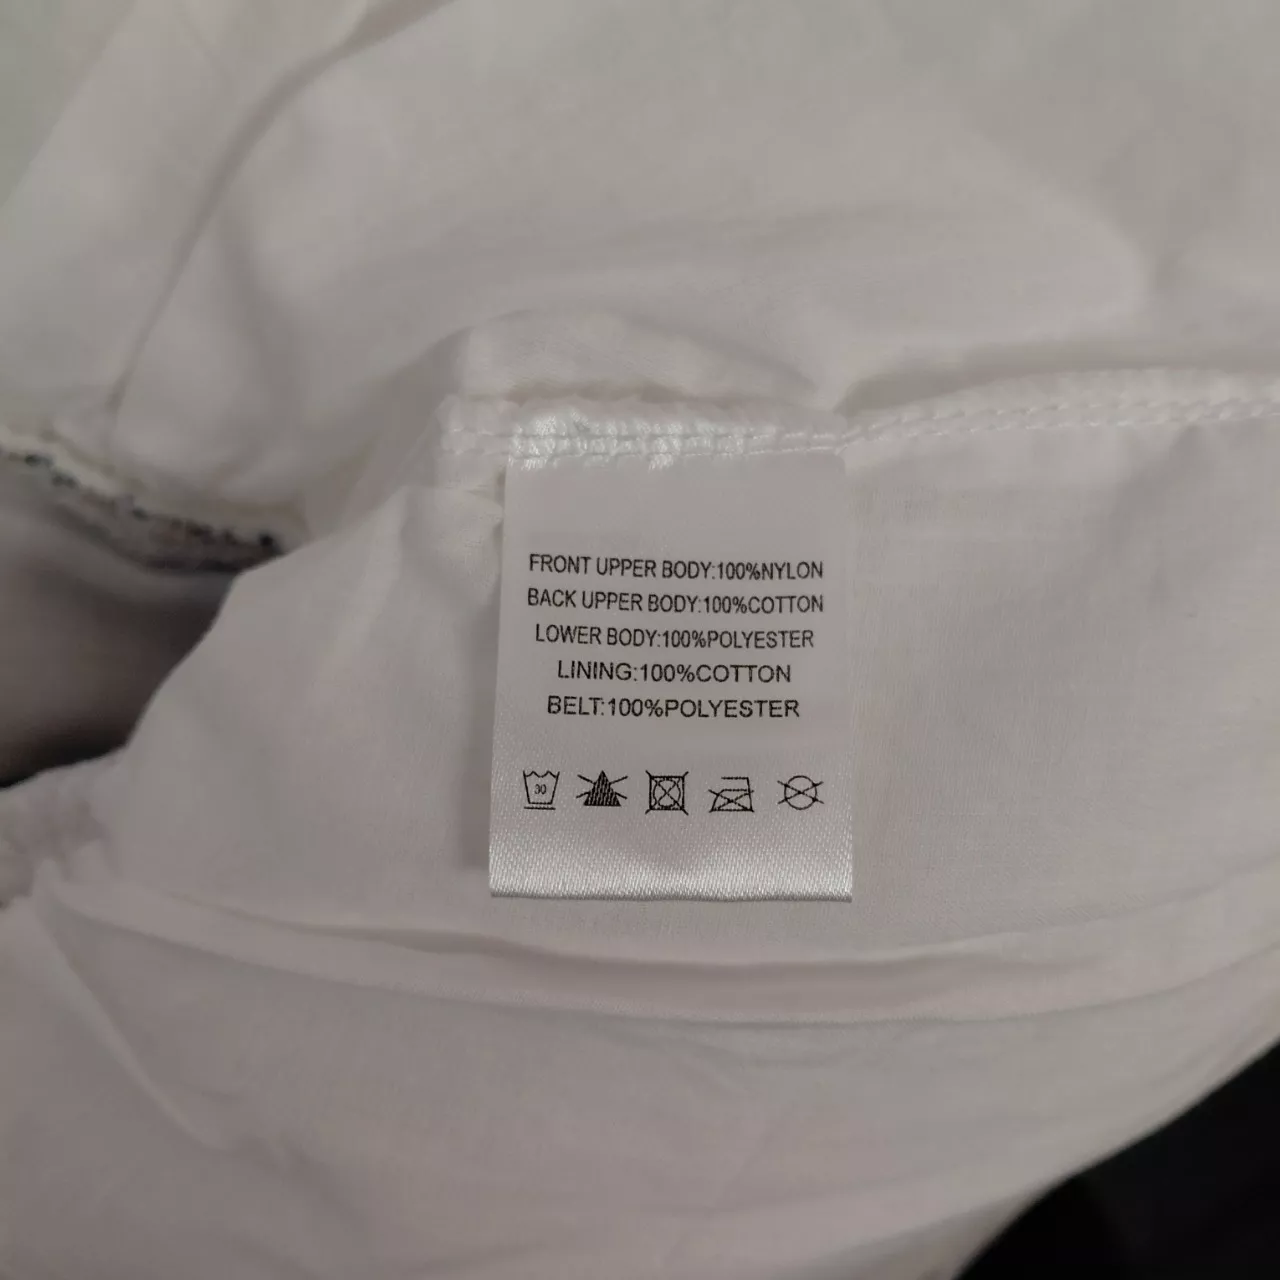 FRONT UPPER BODY:100%NYLON
BACK UPPER BODY:100%COTTON
LOWER BODY:100%POLYESTER
LINING:100%COTTON
BELT:100%POLYESTER
30